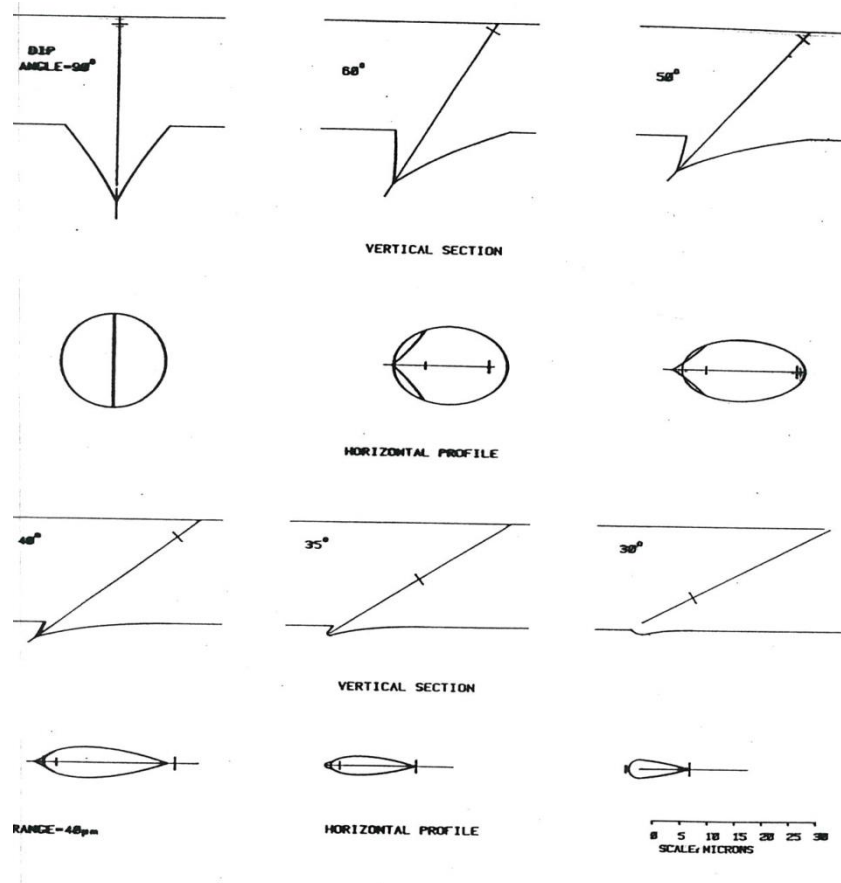 DIP
ANGLE=90°
60°
50°
VERTICAL SECTION
HORIZONTAL PROFILE
40°
35°
30°
VERTICAL SECTION
RANGE=40μm
HORIZONTAL PROFILE
0 5 10 15 20 25 30
SCALE: MICRONS